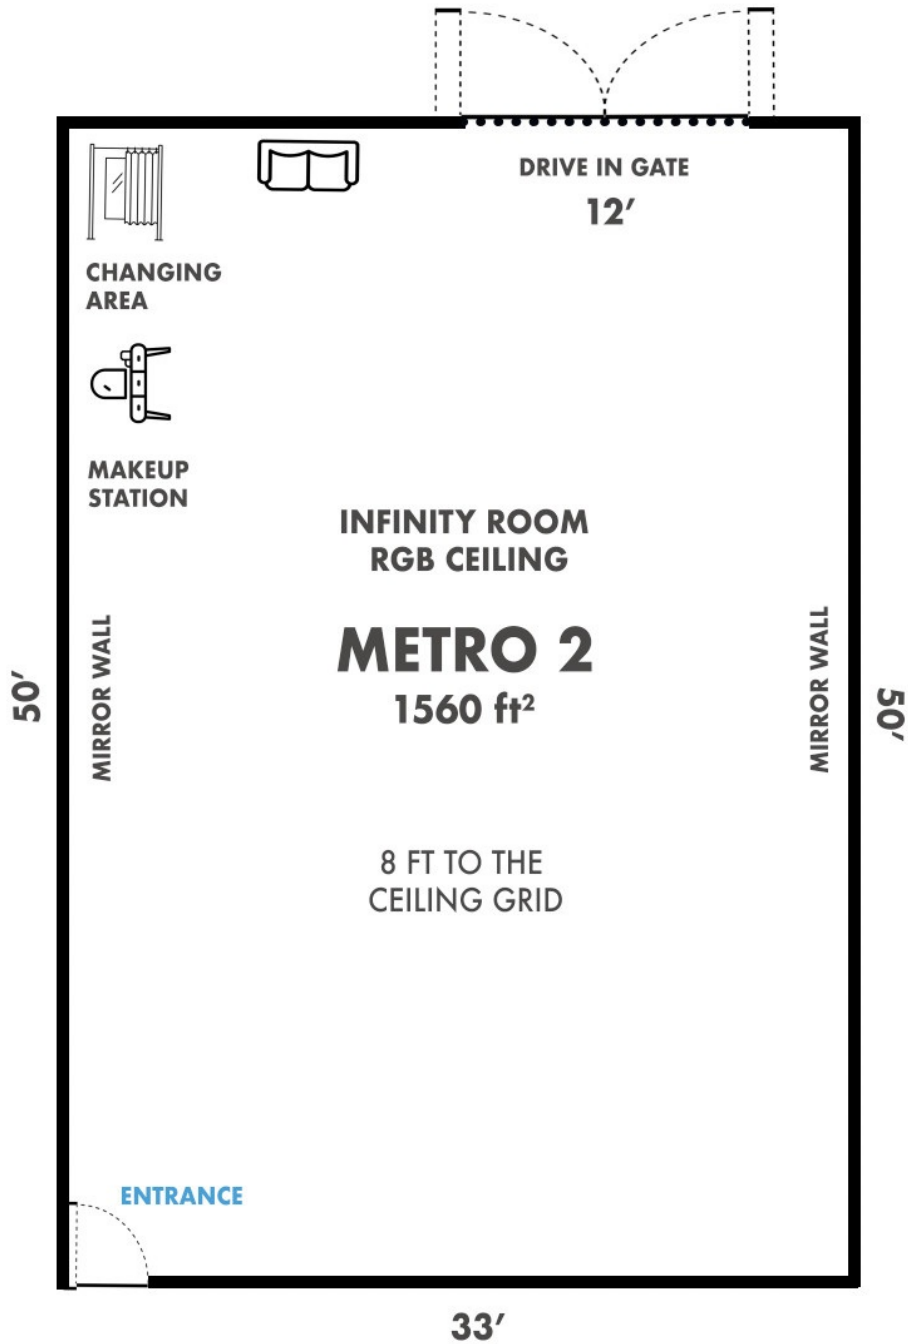 DRIVE IN GATE
12′
CHANGING
AREA
MAKEUP
STATION
INFINITY ROOM
RGB CEILING
METRO 2
1560 ft²
MIRROR WALL
MIRROR WALL
50′
50′
8 FT TO THE
CEILING GRID
ENTRANCE
33′